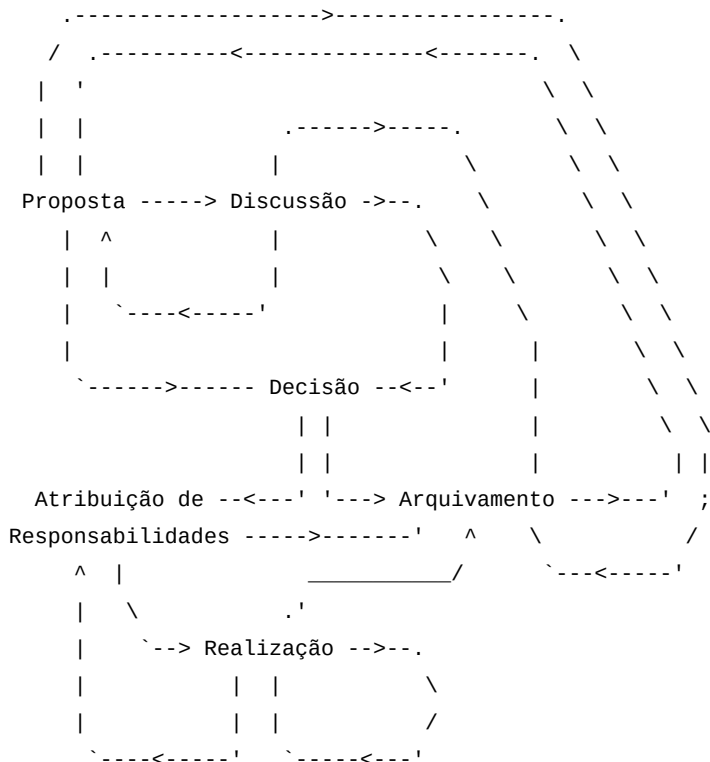 Proposta -----> Discussão ->--.
`----<-----'
`------>------ Decisão --<--'
Atribuição de --<---' '---> Arquivamento --->---' ;
Responsabilidades ----->-------' ^ \ /
`--> Realização -->--.